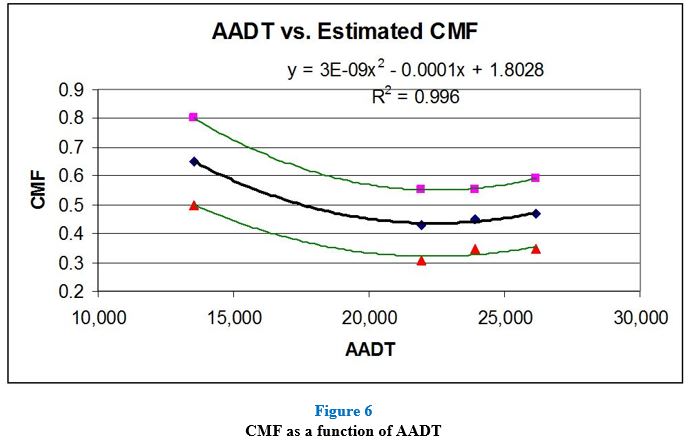 AADT vs. Estimated CMF
y = 3E-09x² - 0.0001x + 1.8028
R² = 0.996
0.9
0.8
0.7
0.6
0.5
0.4
0.3
0.2
CMF
10,000 15,000 20,000 25,000 30,000
AADT
Figure 6
CMF as a function of AADT